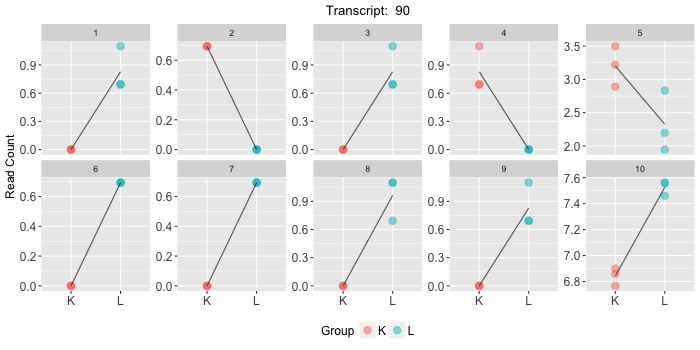 Transcript: 90
1 2 3 4 5
0.9 0.6 0.3 0.0
0.6 0.4 0.2 0.0
0.9 0.6 0.3 0.0
0.9 0.6 0.3 0.0
3.5 3.0 2.5 2.0
Read Count
6 7 8 9 10
0.6 0.4 0.2 0.0
0.6 0.4 0.2 0.0
0.9 0.6 0.3 0.0
0.9 0.6 0.3 0.0
7.6 7.4 7.2 7.0 6.8
K L K L K L K L K L
Group K L